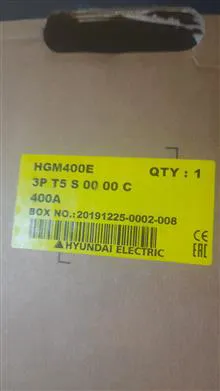 HGM400E QTY : 1
3P T5 S 00 00 C
400A
BOX NO.: 20191225-0002-008
HYUNDAI ELECTRIC
CE EAC